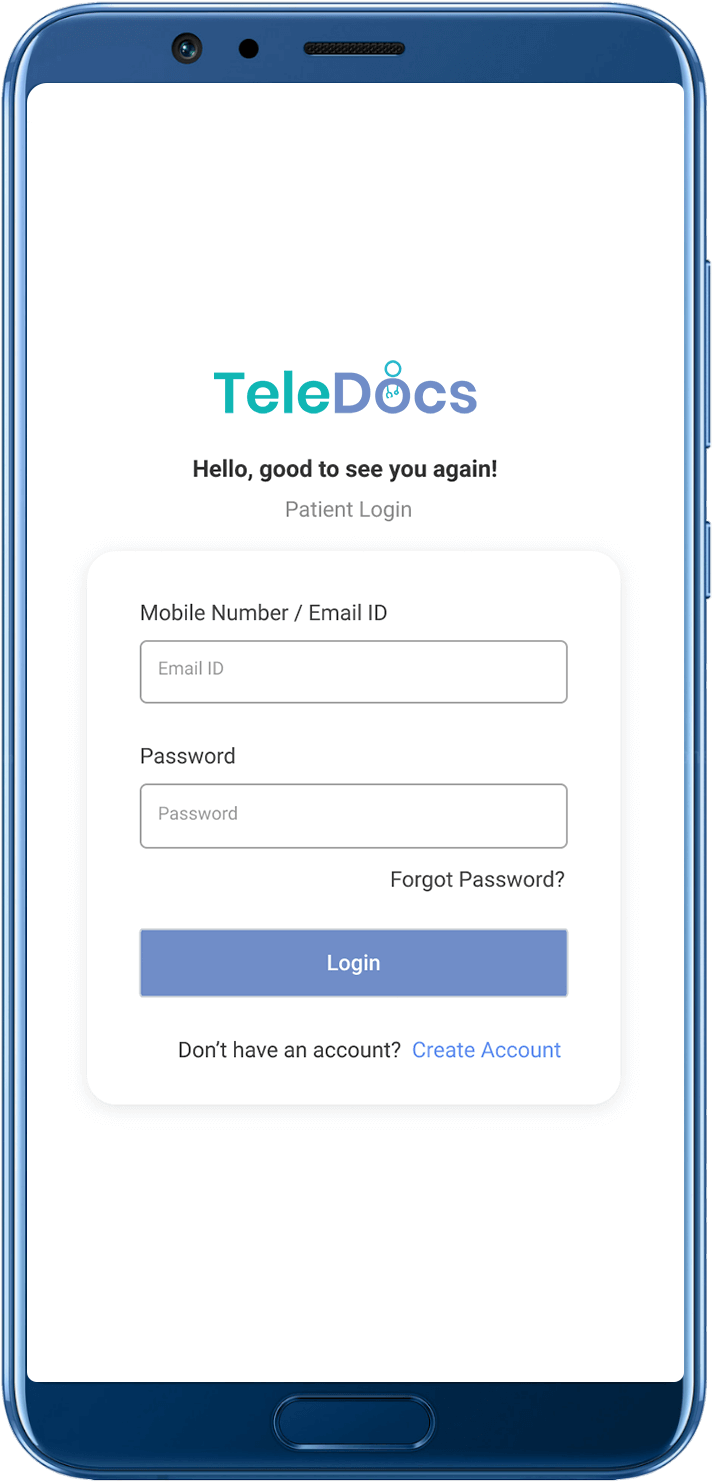 TeleDocs
Hello, good to see you again!
Patient Login
Mobile Number / Email ID
Email ID
Password
Password
Forgot Password?
Login
Don’t have an account? Create Account